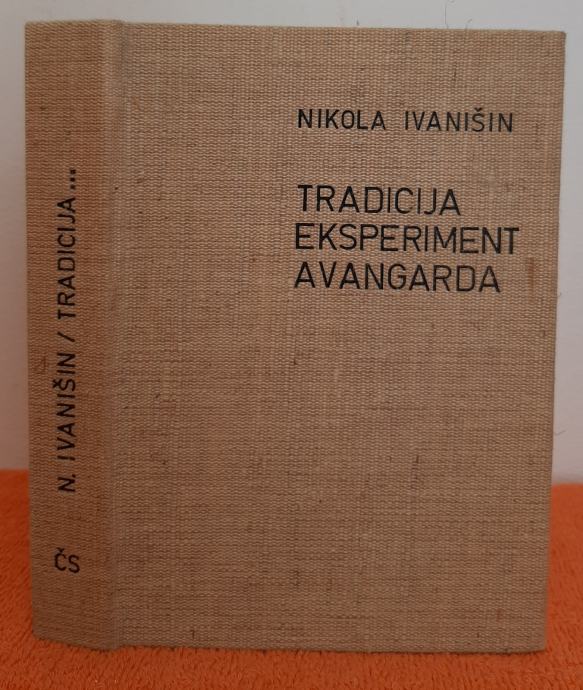 NIKOLA IVANIŠIN
TRADICIJA
EKSPERIMENT
AVANGARDA
N. IVANIŠIN / TRADICIJA...
ČS